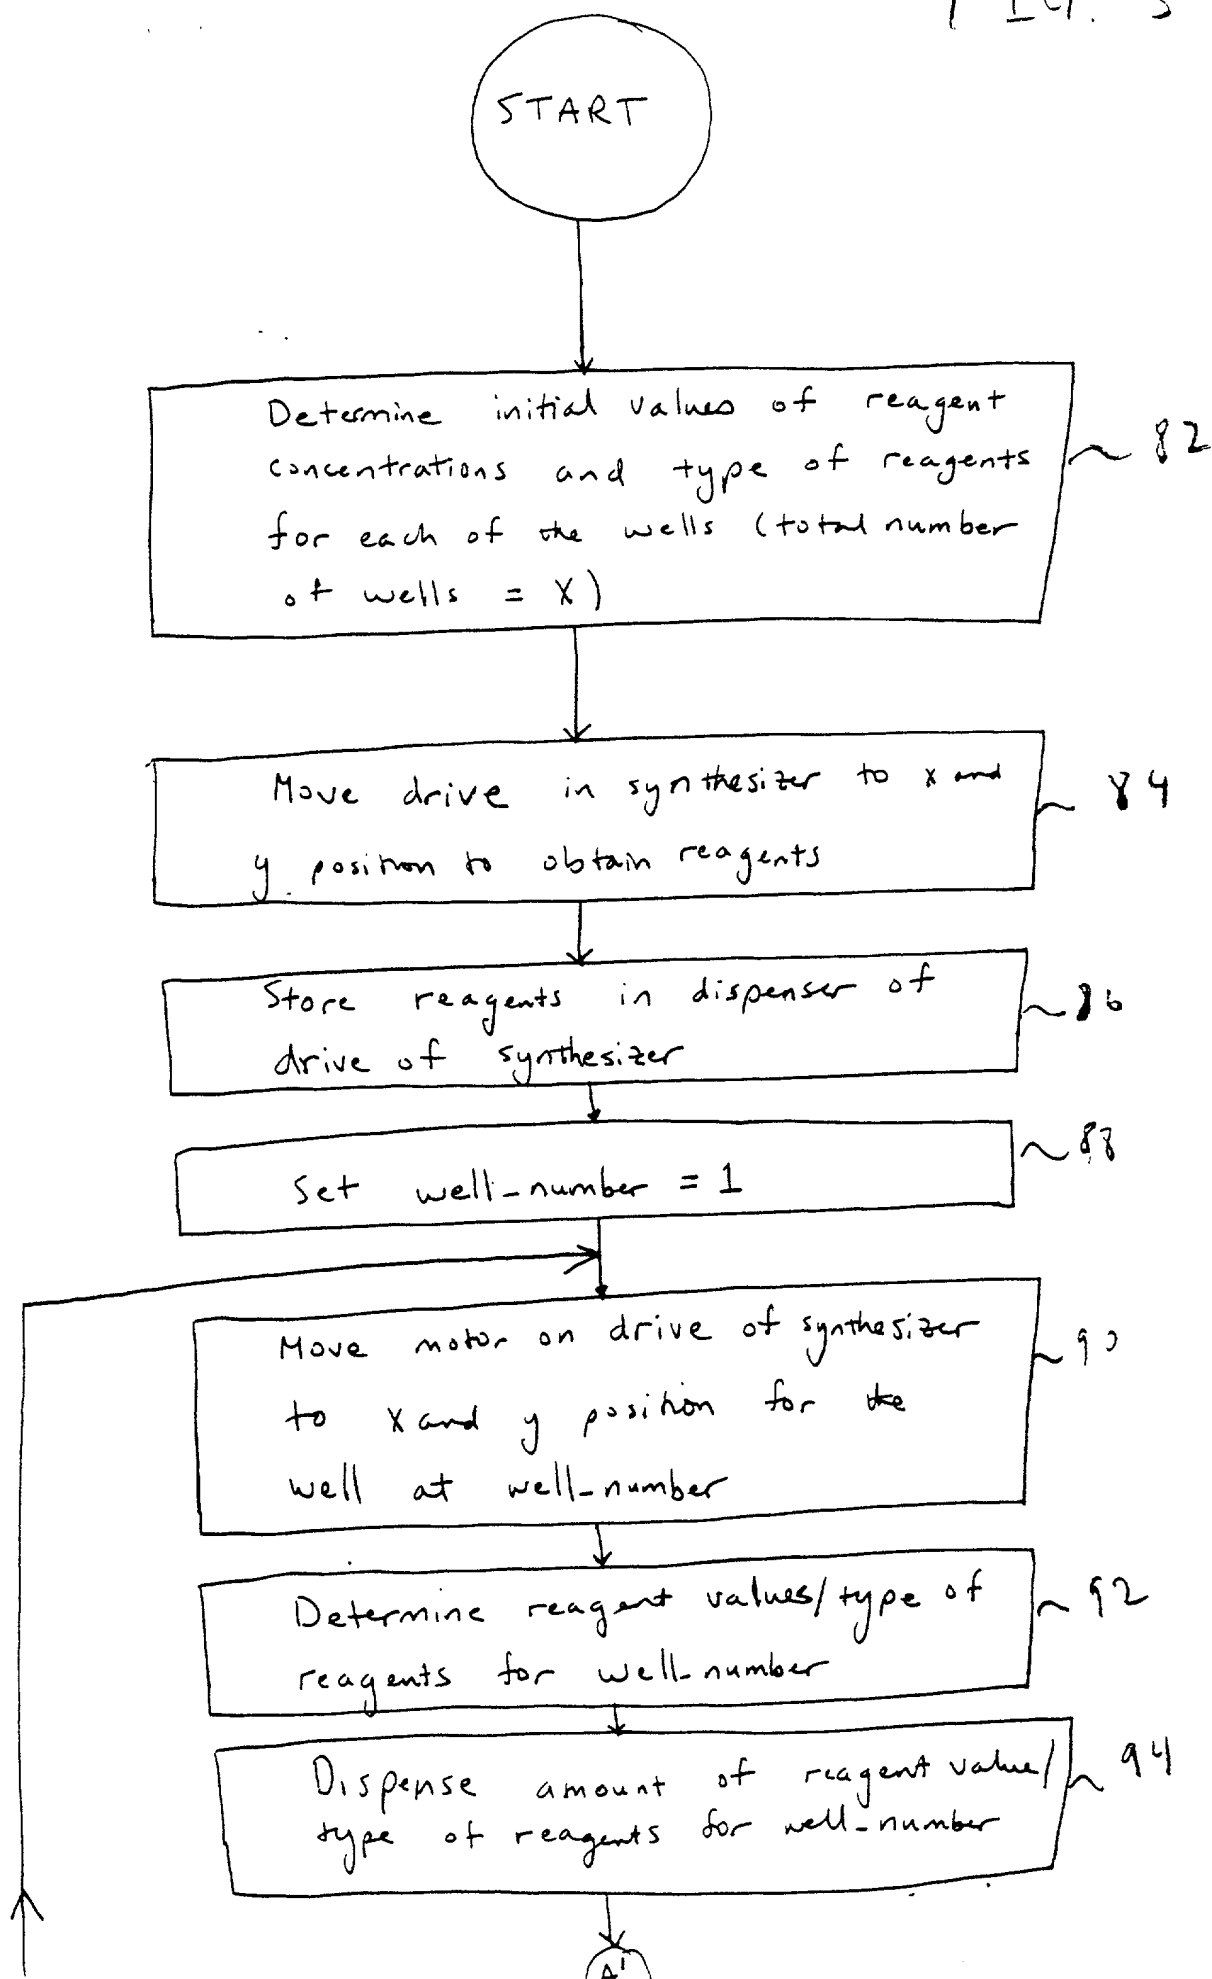 FIG. 3
START
Determine initial values of reagent
concentrations and type of reagents
for each of the wells (total number
of wells = X)
82
Move drive in synthesizer to x and
y position to obtain reagents
84
Store reagents in dispenser of
drive of synthesizer
86
Set well-number = 1
88
Move motor on drive of synthesizer
to x and y position for the
well at well-number
90
Determine reagent values/type of
reagents for well-number
92
Dispense amount of reagent value/
type of reagents for well-number
94
A'